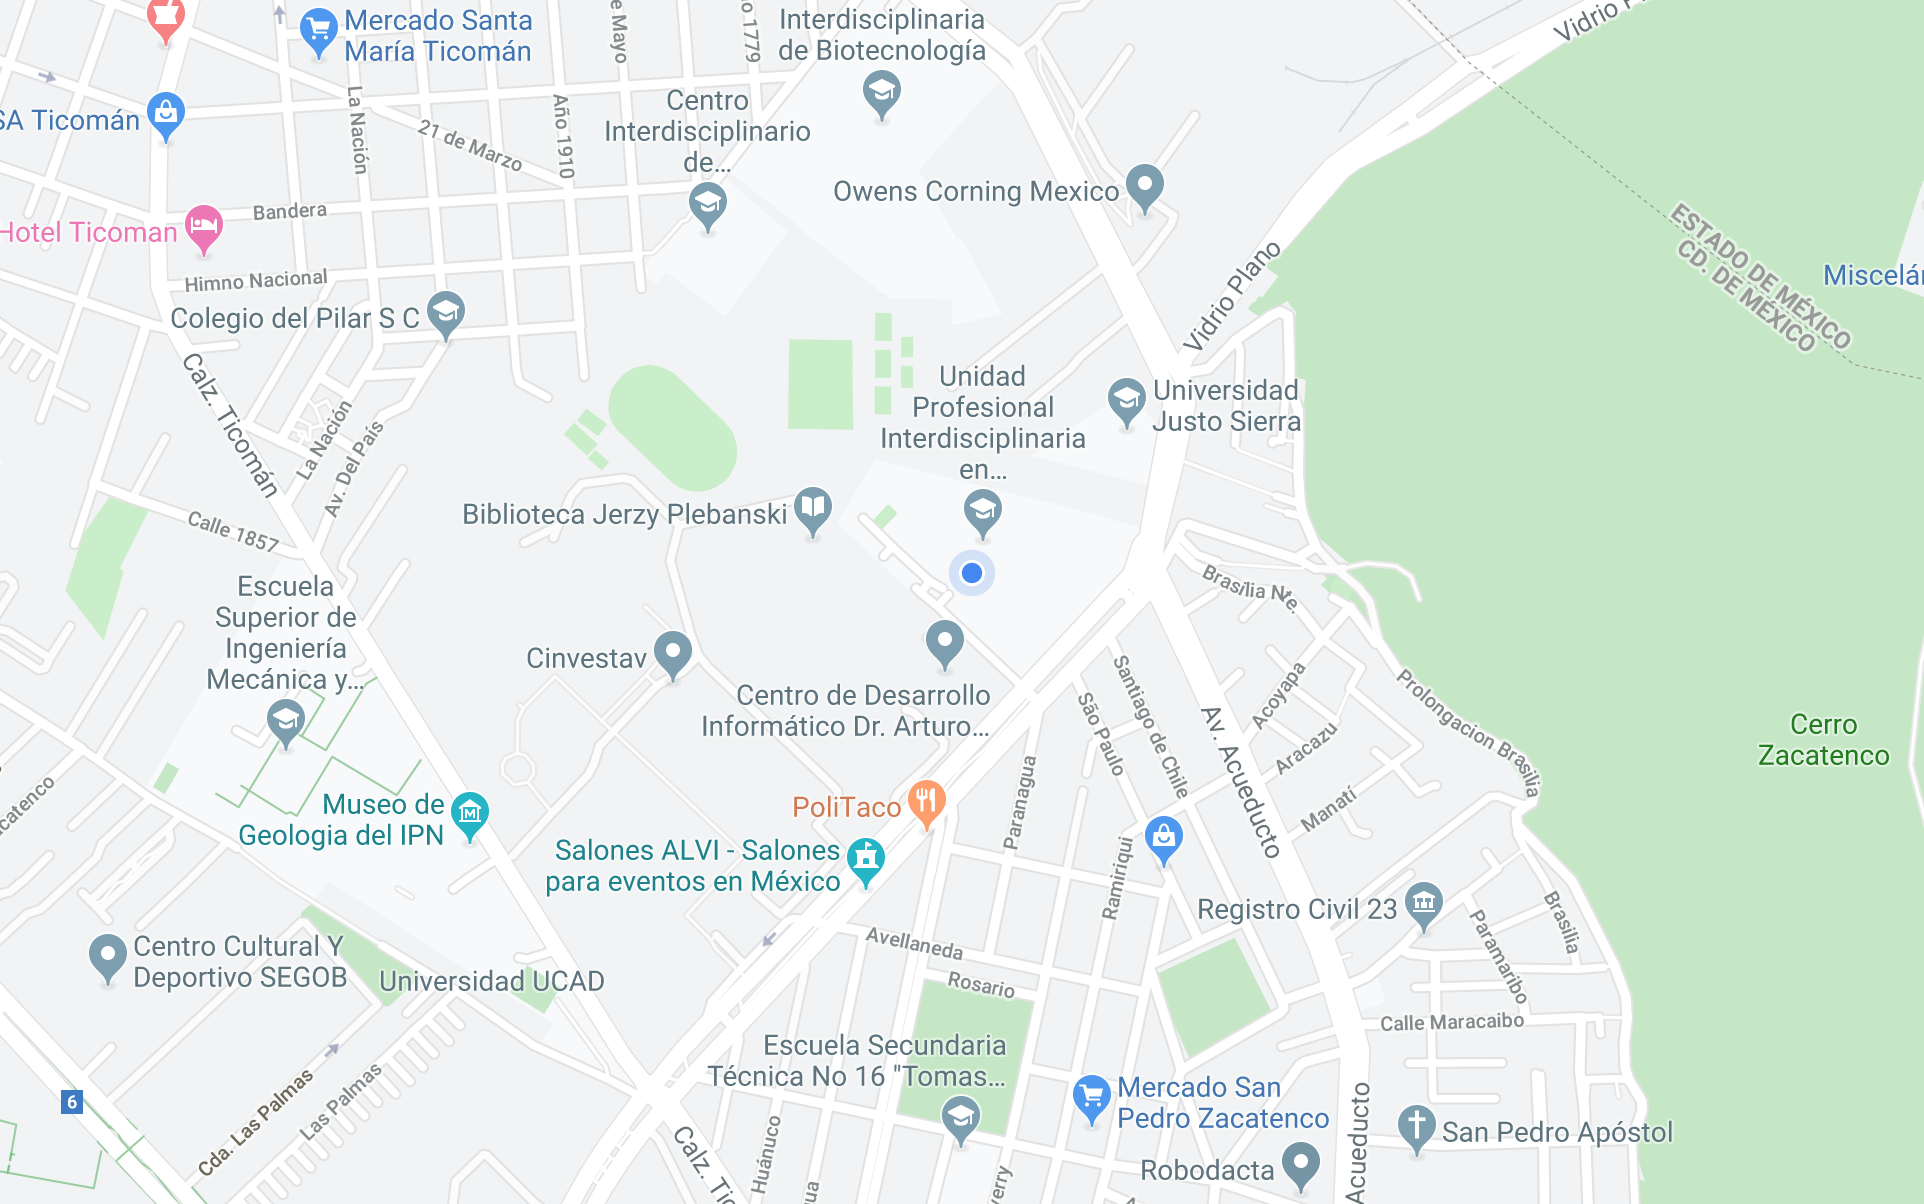 Mercado Santa
María Ticomán
SA Ticomán
Hotel Ticoman
La Nación
21 de Marzo
Año 1910
e Mayo
ño 1779
Bandera
Himno Nacional
Interdisciplinaria
de Biotecnología
Centro
Interdisciplinario
de...
Owens Corning Mexico
Vidrio P
Vidrio Plano
ESTADO DE MÉXICO
CD. DE MÉXICO
Miscelán
Colegio del Pilar S C
Calz. Ticomán
La Nación
Av. Del País
Calle 1857
Unidad
Profesional
Interdisciplinaria
en...
Universidad
Justo Sierra
Biblioteca Jerzy Plebanski
Escuela
Superior de
Ingeniería
Mecánica y...
Cinvestav
Centro de Desarrollo
Informático Dr. Arturo...
Brasília Nte.
Acoyapa
Aracazu
Manatí
Prolongacion Brasilia
Cerro
Zacatenco
Santiago de Chile
São Paulo
Av. Acueducto
Paranagua
Ramiriqui
catenco
Museo de
Geologia del IPN
PoliTaco
Salones ALVI - Salones
para eventos en México
Registro Civil 23
Brasilia
Paramaribo
Avellaneda
Rosario
Calle Maracaibo
Centro Cultural Y
Deportivo SEGOB
Universidad UCAD
6
Cda. Las Palmas
Las Palmas
Escuela Secundaria
Técnica No 16 "Tomas...
Mercado San
Pedro Zacatenco
San Pedro Apóstol
Robodacta
Acueducto
Calz. Tic
Huánuco
ua
erry